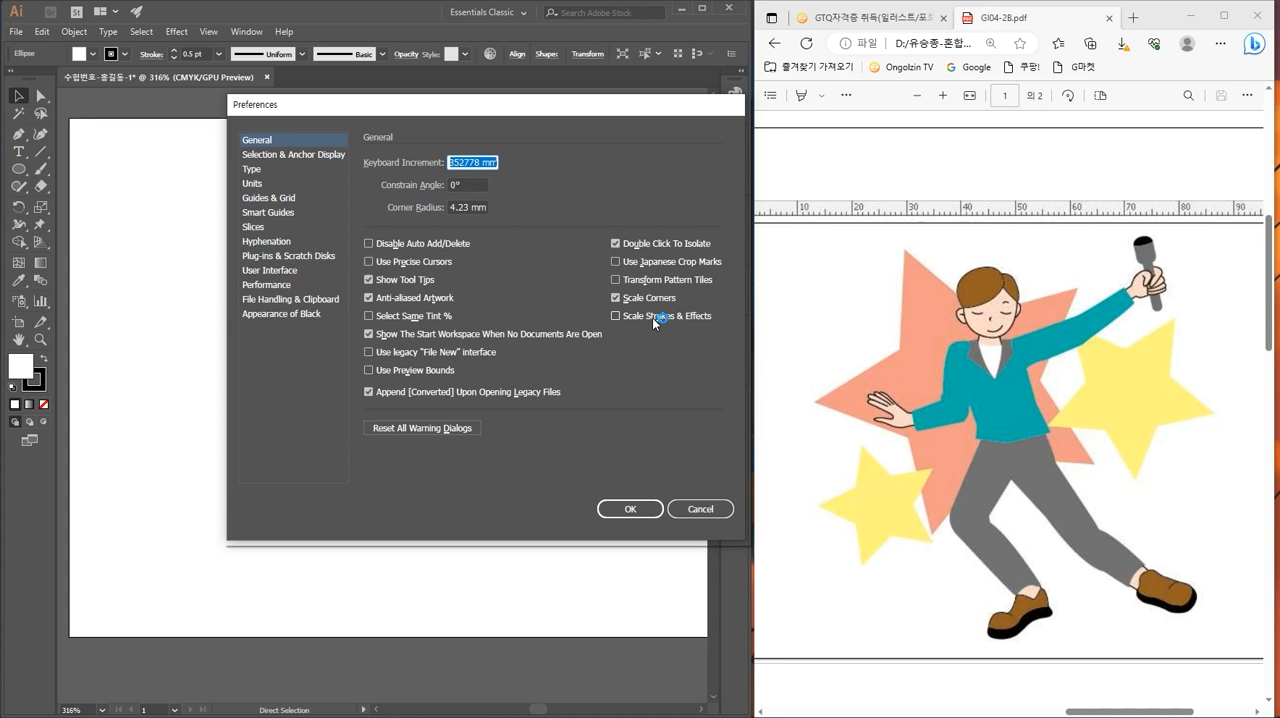 Ai Br St Essentials Classic Search Adobe Stock
File Edit Object Type Select Effect View Window Help
Ellipse Stroke: 0.5 pt Uniform Basic Opacity Style: Align Shape: Transform
수험번호-홍길동-1* @ 316% (CMYK/GPU Preview) ×
Preferences
General
Selection & Anchor Display
Type
Units
Guides & Grid
Smart Guides
Slices
Hyphenation
Plug-ins & Scratch Disks
User Interface
Performance
File Handling & Clipboard
Appearance of Black
General
Keyboard Increment: 352778 mm
Constrain Angle: 0°
Corner Radius: 4.23 mm
Disable Auto Add/Delete
Use Precise Cursors
Show Tool Tips
Anti-aliased Artwork
Select Same Tint %
Show The Start Workspace When No Documents Are Open
Use legacy "File New" interface
Use Preview Bounds
Append [Converted] Upon Opening Legacy Files
Double Click To Isolate
Use Japanese Crop Marks
Transform Pattern Tiles
Scale Corners
Scale Strokes & Effects
Reset All Warning Dialogs
OK Cancel
316% 1 Direct Selection
GTQ자격증 취득(일러스트/포토 GI04-2B.pdf
파일 D:/유승종-혼합...
즐겨찾기 가져오기 Ongolzin TV Google 쿠팡! G마켓
1 의 2
10 20 30 40 50 60 70 80 90